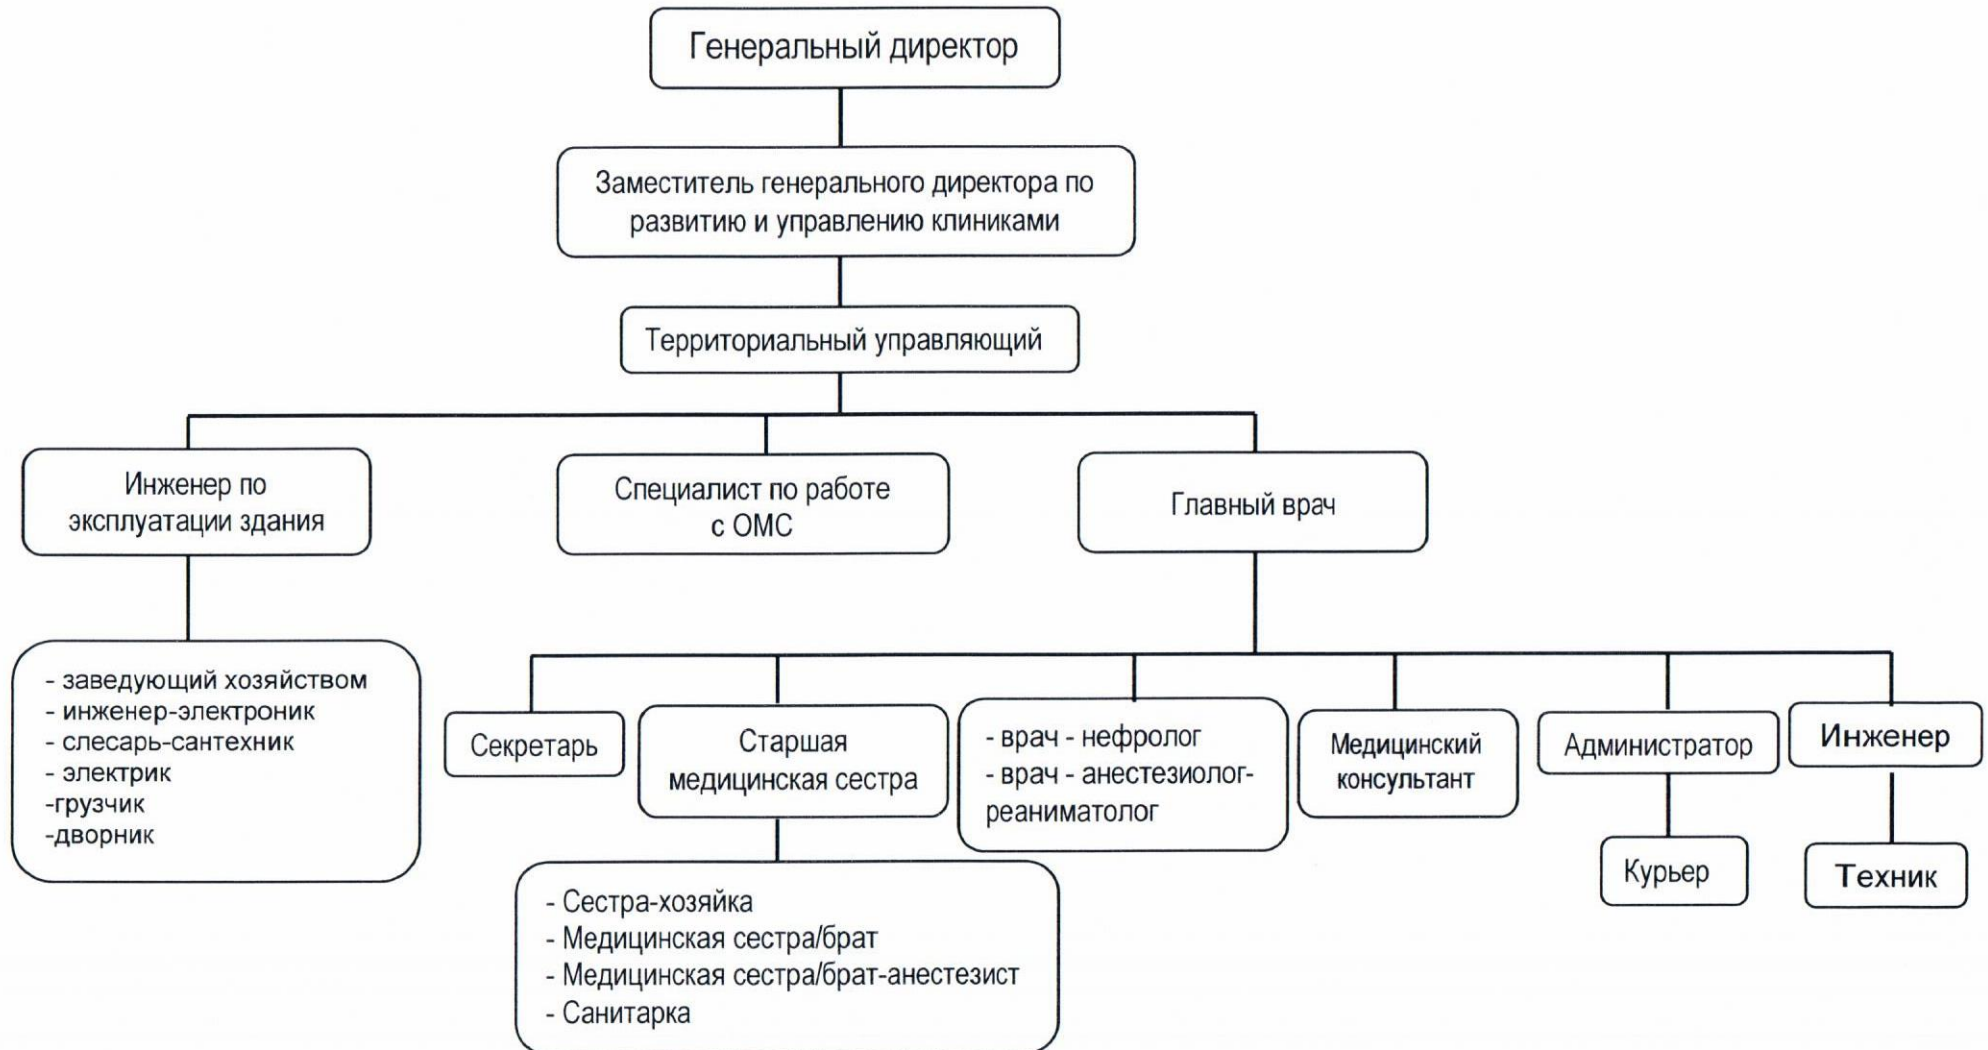 Генеральный директор
Заместитель генерального директора по
развитию и управлению клиниками
Территориальный управляющий
Инженер по
эксплуатации здания
Специалист по работе
с ОМС
Главный врач
- заведующий хозяйством
- инженер-электроник
- слесарь-сантехник
- электрик
-грузчик
-дворник
Секретарь
Старшая
медицинская сестра
- врач - нефролог
- врач - анестезиолог-
реаниматолог
Медицинский
консультант
Администратор
Инженер
Курьер
Техник
- Сестра-хозяйка
- Медицинская сестра/брат
- Медицинская сестра/брат-анестезист
- Санитарка